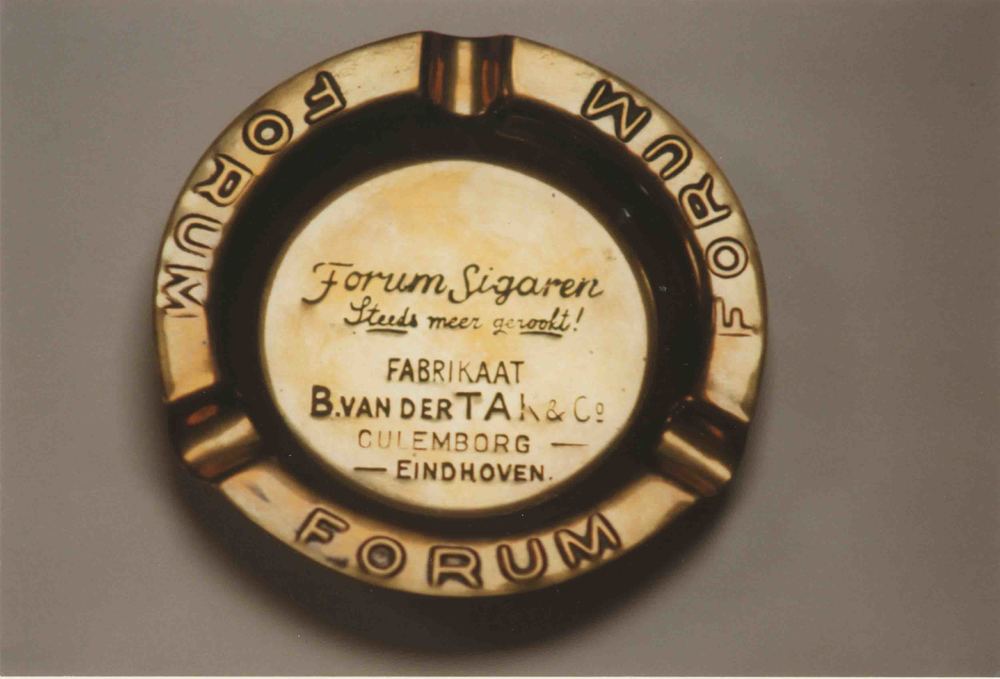 FORUM
FORUM
Forum Sigaren
Steeds meer gerookt!
FABRIKAAT
B. VAN DER TAK & Co
CULEMBORG —
— EINDHOVEN.
FORUM